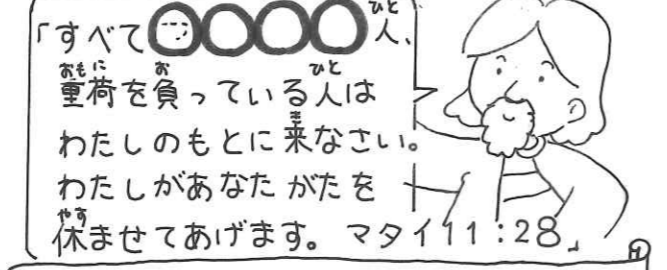 「すべて○○○○人、
重荷を負っている人は
わたしのもとに来なさい。
わたしがあなたがたを
休ませてあげます。 マタイ11:28」